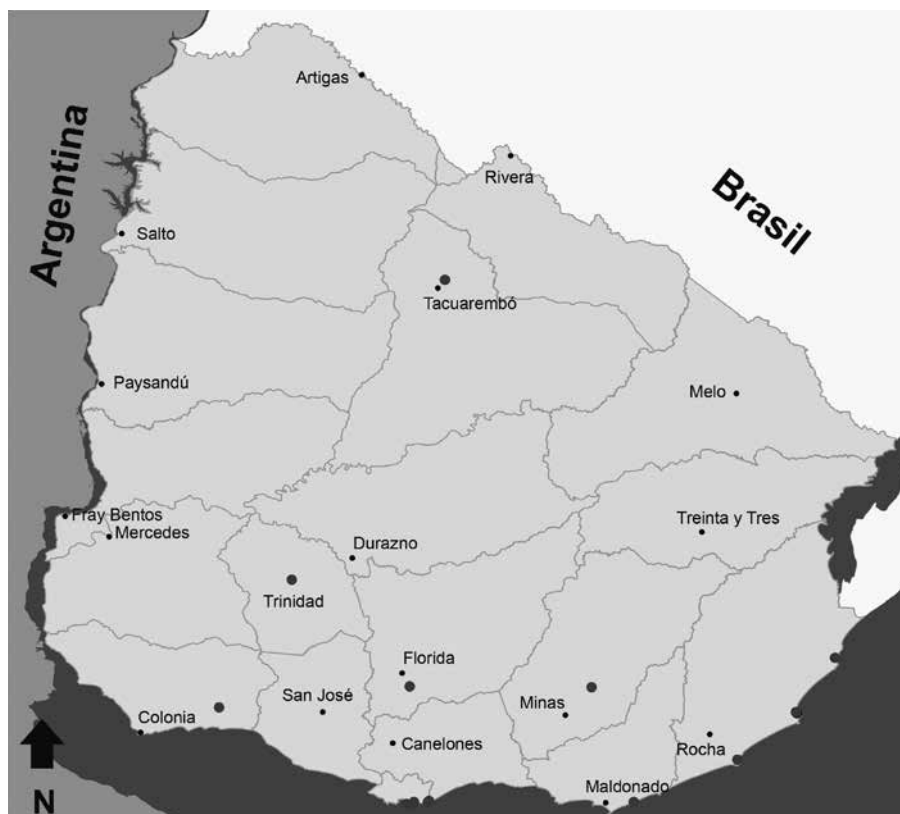 Artigas
Argentina
Rivera
Brasil
Salto
Tacuarembó
Paysandú
Melo
Fray Bentos
Mercedes
Treinta y Tres
Durazno
Trinidad
Florida
San José
Minas
Colonia
Canelones
Rocha
Maldonado
N